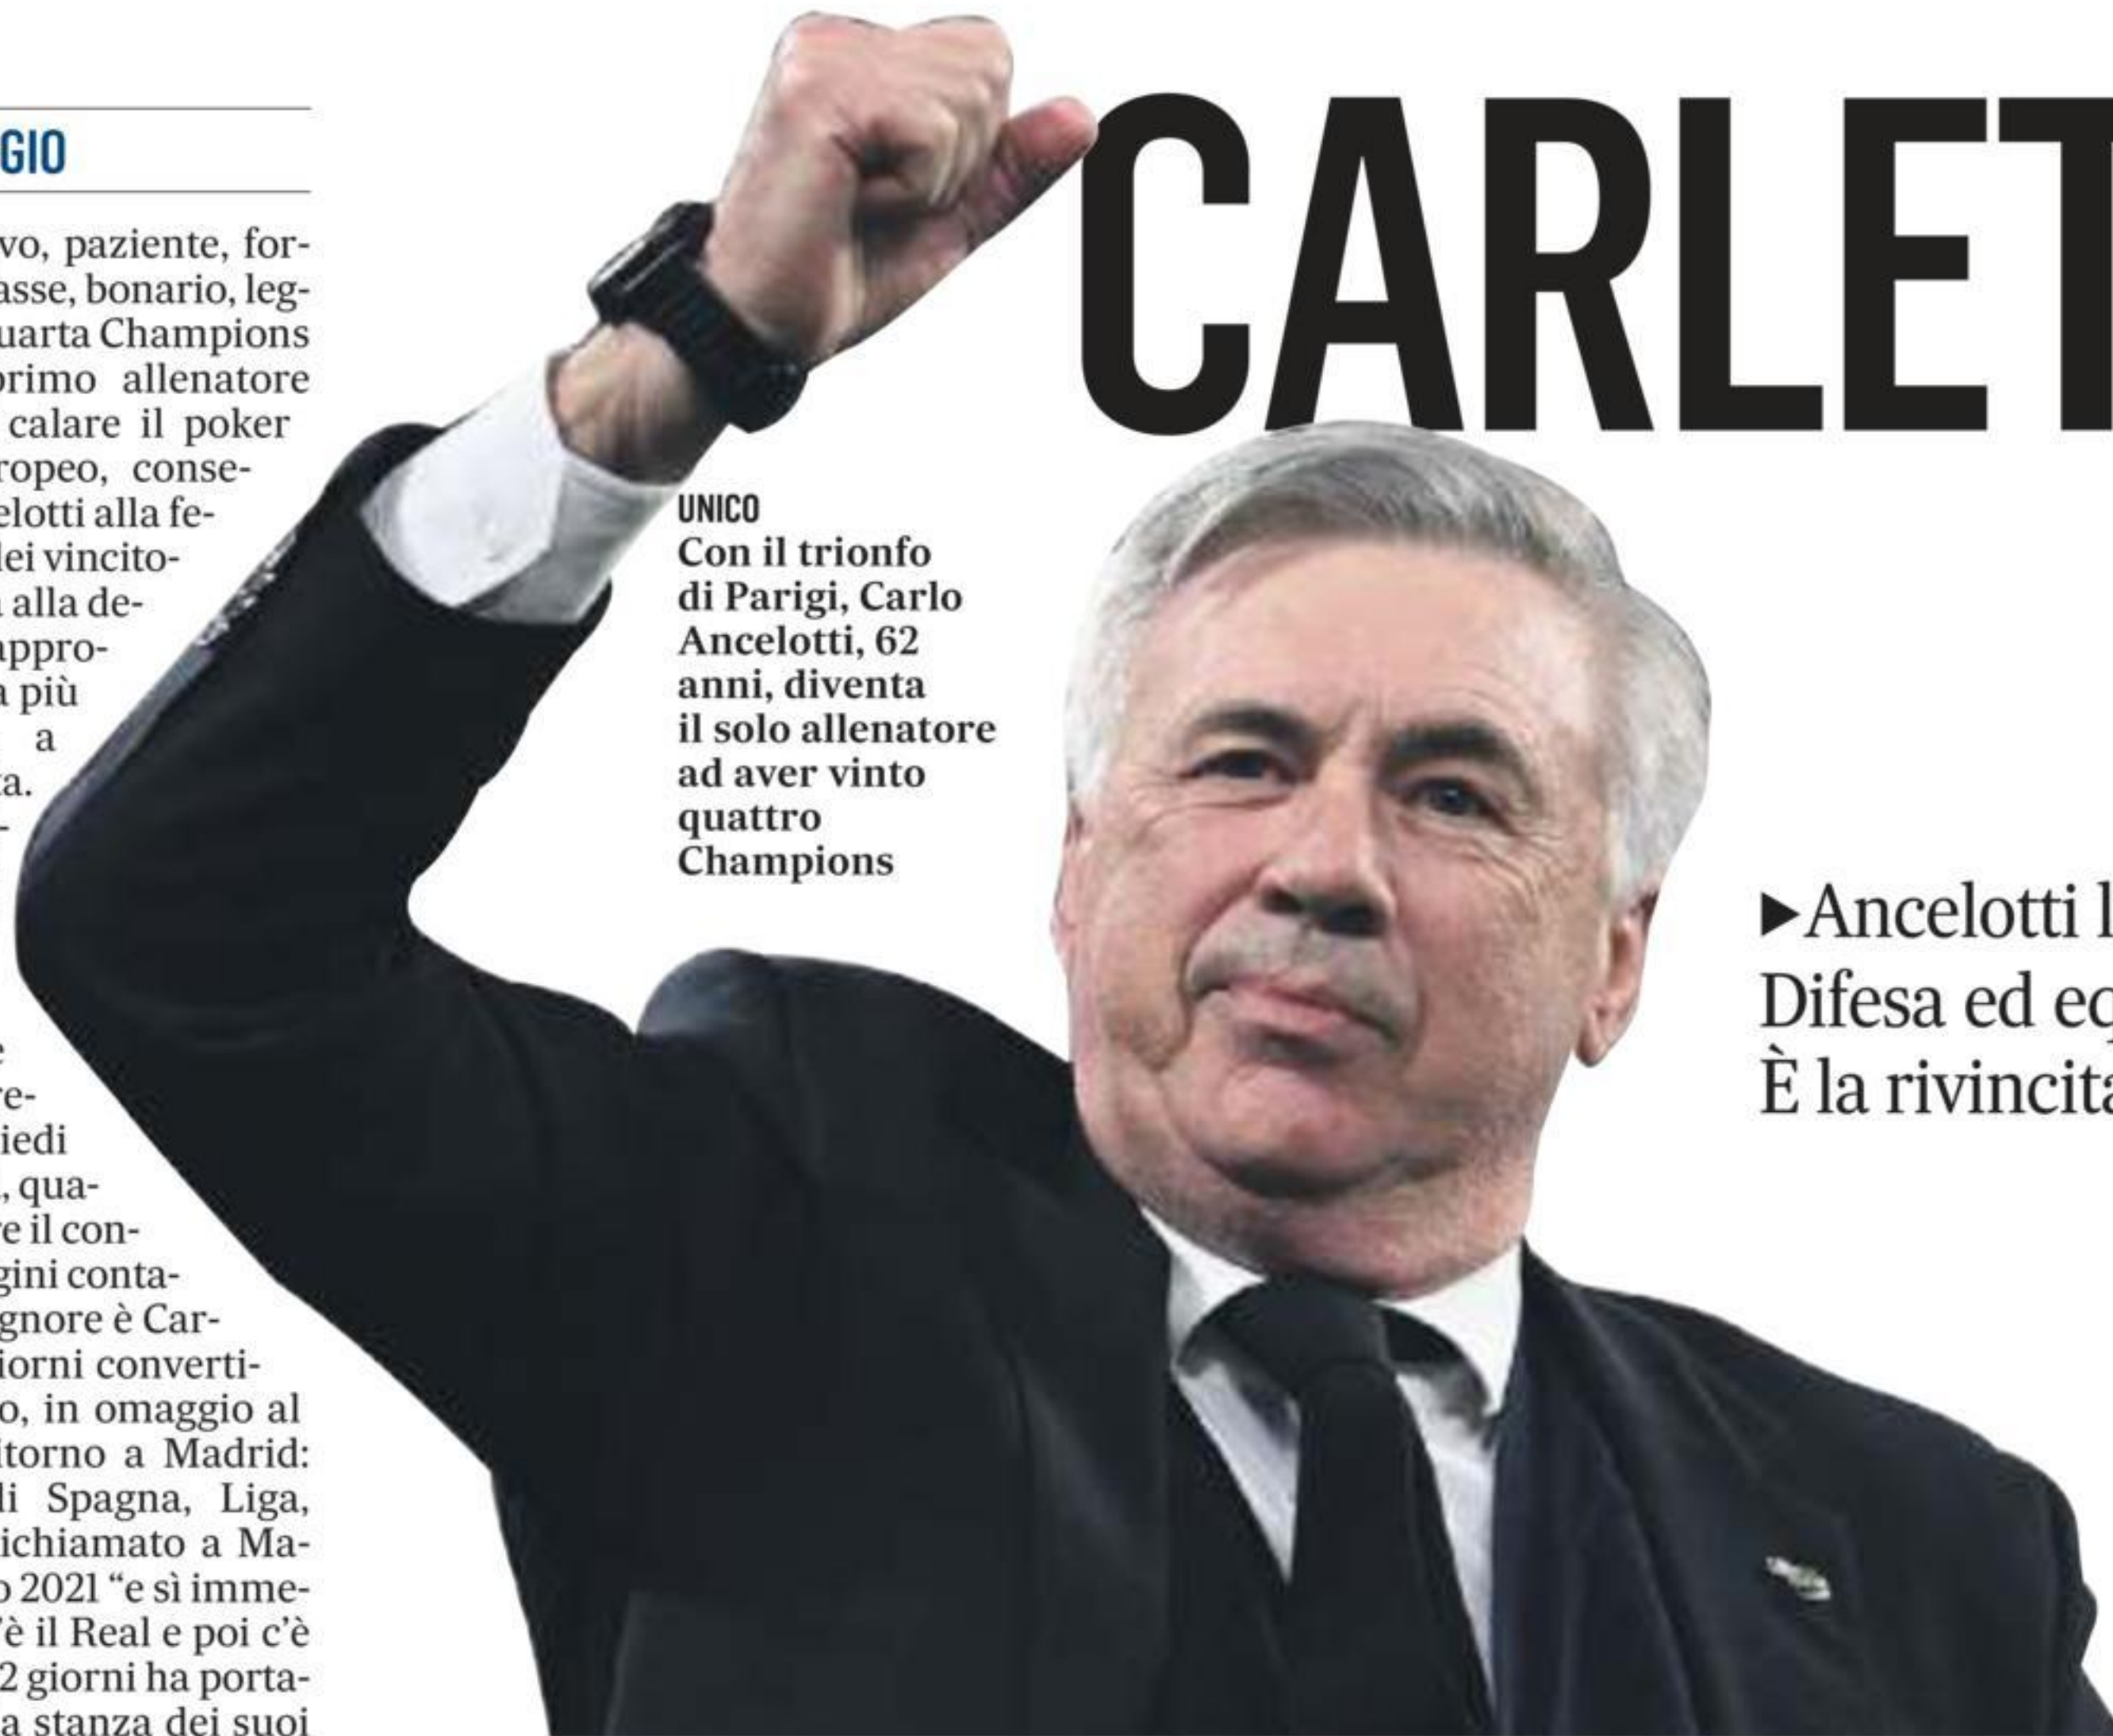 GIO
vo, paziente, for-
asse, bonario, leg-
uarta Champions
primo allenatore
calare il poker
ropeo, conse-
elotti alla fe-
lei vincito-
alla de-
appro-
a più
a
ta.
-
e
re-
iedi
, qua-
re il con-
gini conta-
gnore è Car-
iorni converti-
o, in omaggio al
itorno a Madrid:
li Spagna, Liga,
ichiamato a Ma-
o 2021 “e sì imme-
’è il Real e poi c’è
2 giorni ha porta-
a stanza dei suoi
CARLET
UNICO
Con il trionfo
di Parigi, Carlo
Ancelotti, 62
anni, diventa
il solo allenatore
ad aver vinto
quattro
Champions
▶Ancelotti l
Difesa ed eq
È la rivincita